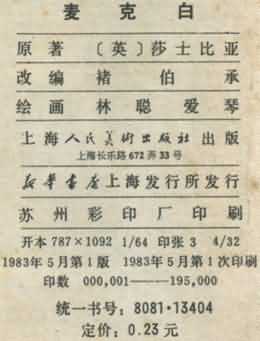 麦克白
原著 〔英〕莎士比亚
改编 褚伯承
绘画 林聪 爱琴
上海人民美術出版社出版
上海长乐路672弄33号
新華書店上海发行所发行
苏州彩印厂印刷
开本787×1092 1/64 印张3 4/32
1983年5月第1版 1983年5月第1次印刷
印数 000,001——195,000
统一书号：8081·13404
定价：0.23元